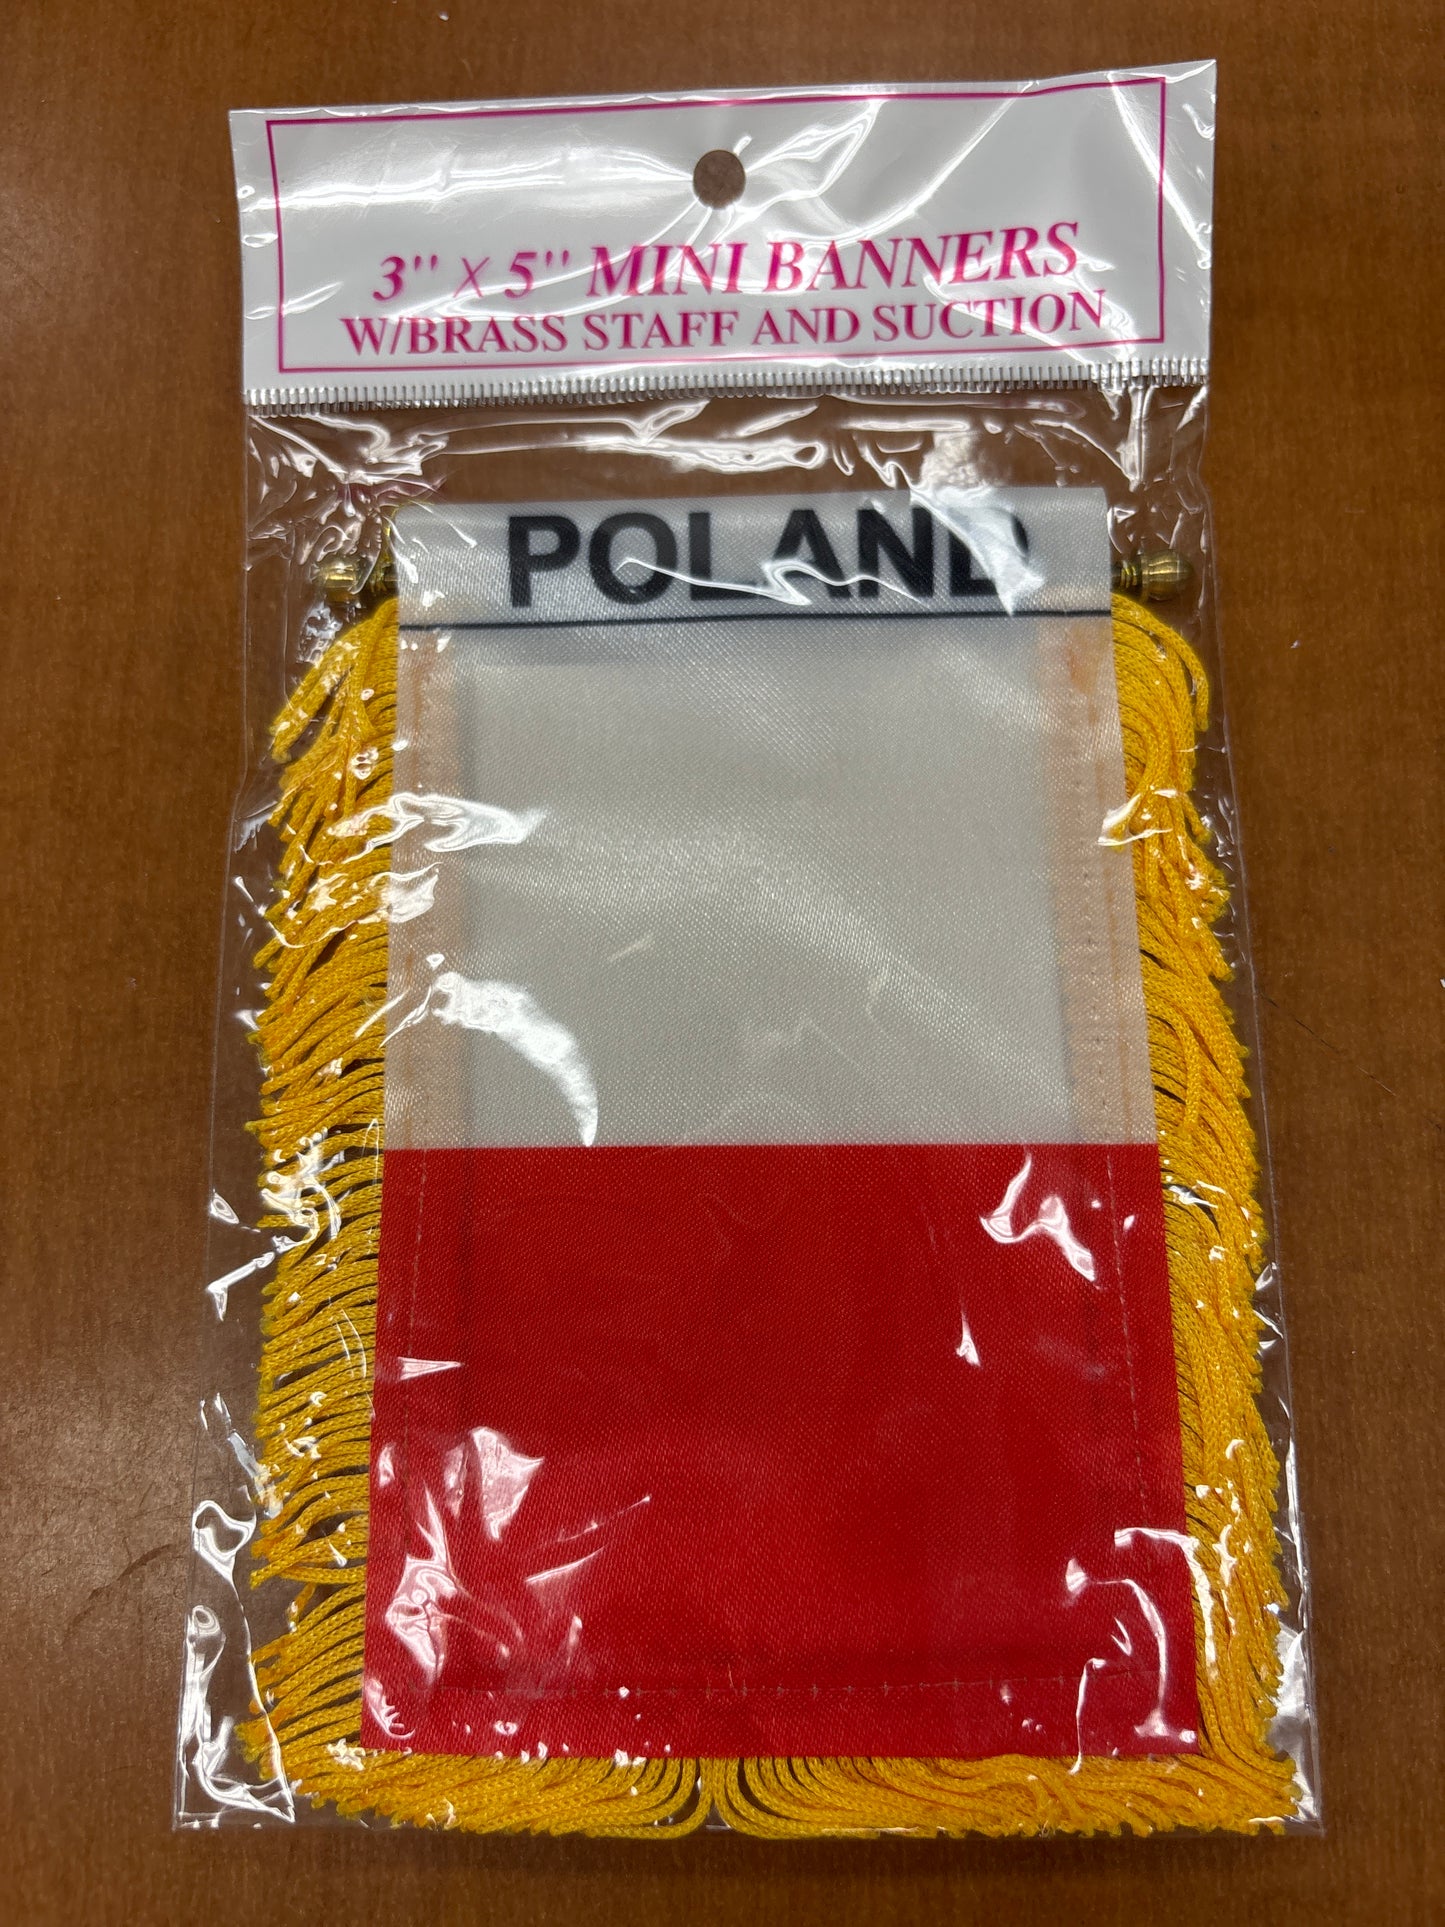 3" X 5" MINI BANNERS
W/BRASS STAFF AND SUCTION
POLAND